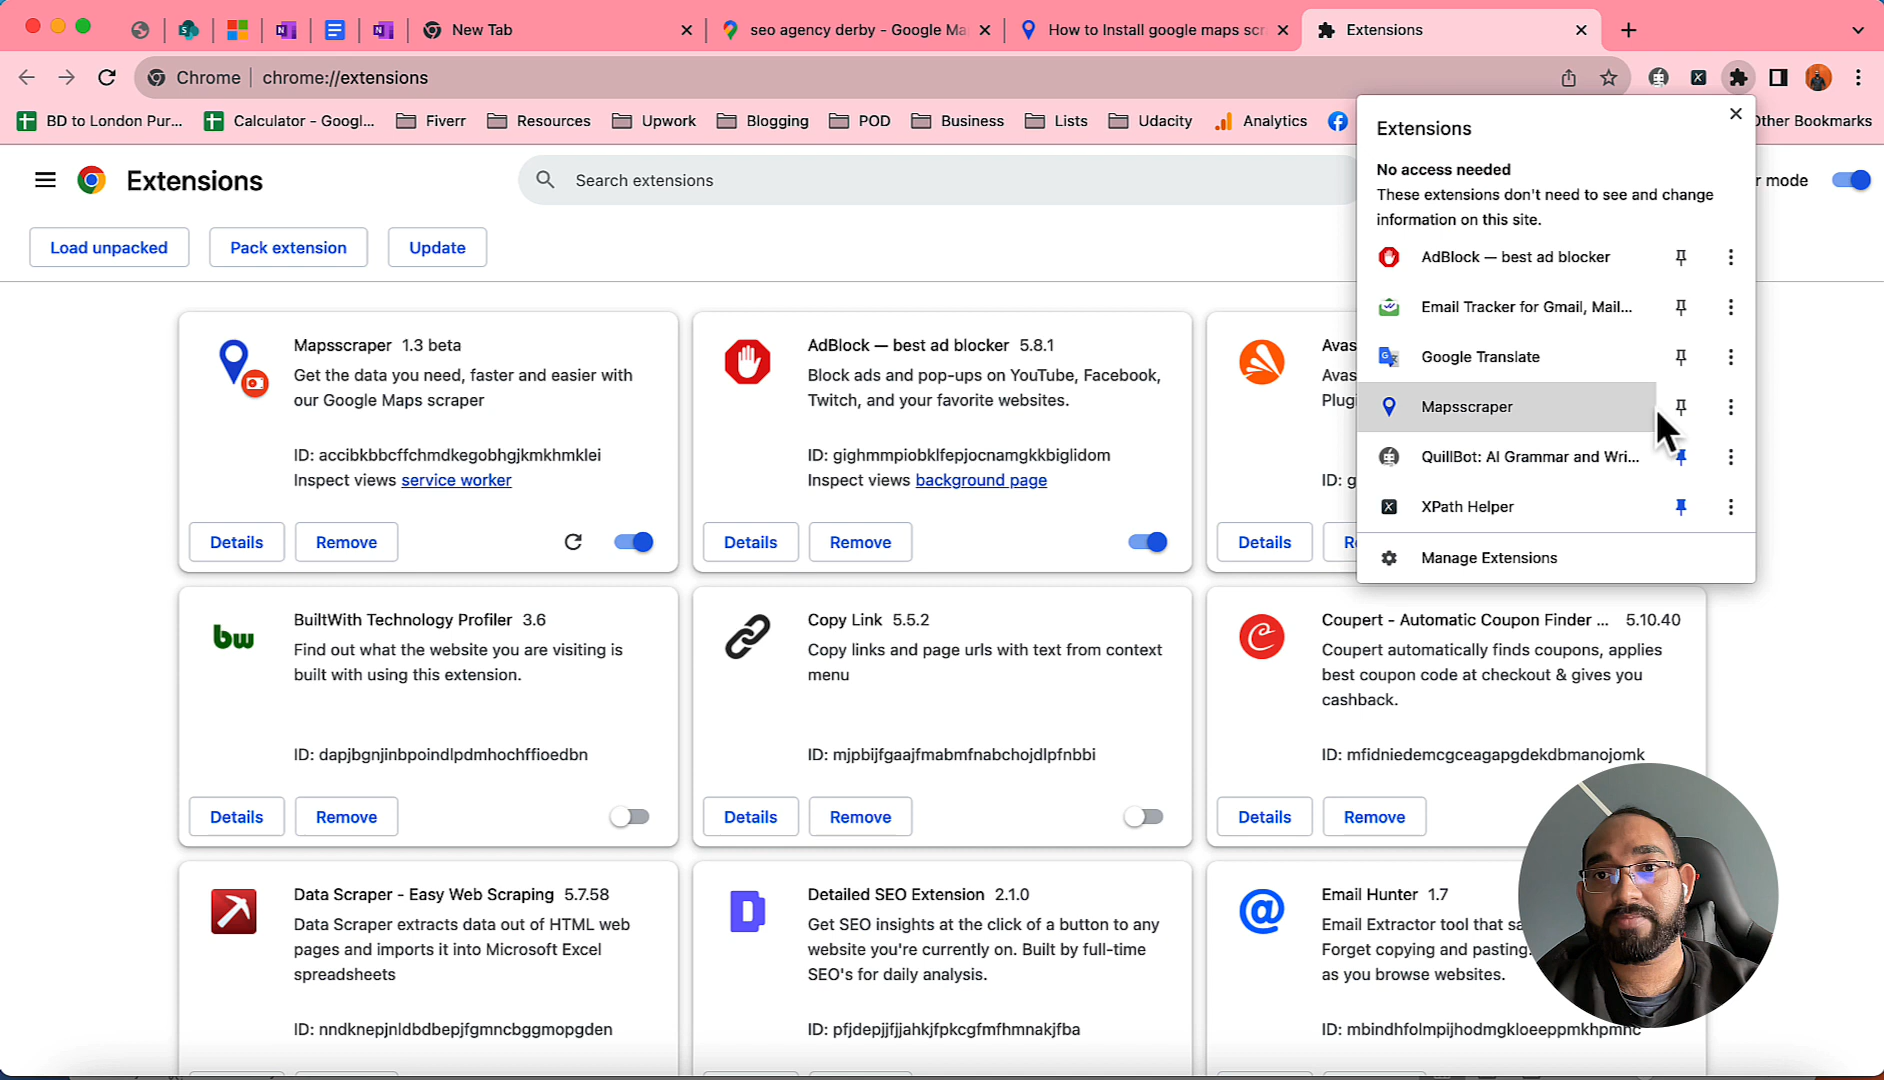 New Tab
seo agency derby - Google Ma
How to Install google maps scr
Extensions
Chrome
chrome://extensions
BD to London Pur...
Calculator - Googl...
Fiverr
Resources
Upwork
Blogging
POD
Business
Lists
Udacity
Analytics
Other Bookmarks
Extensions
Search extensions
r mode
Load unpacked
Pack extension
Update
Extensions
No access needed
These extensions don't need to see and change
information on this site.
AdBlock — best ad blocker
Email Tracker for Gmail, Mail...
Google Translate
Mapsscraper
QuillBot: AI Grammar and Wri...
XPath Helper
Manage Extensions
Mapsscraper 1.3 beta
Get the data you need, faster and easier with
our Google Maps scraper
ID: accibkbbcffchmdkegobhgjkmkhmklei
Inspect views service worker
Details
Remove
AdBlock — best ad blocker 5.8.1
Block ads and pop-ups on YouTube, Facebook,
Twitch, and your favorite websites.
ID: gighmmpiobklfepjocnamgkkbiglidom
Inspect views background page
Details
Remove
Avas
Avas
Plugi
ID: g
Details
Re
bw
BuiltWith Technology Profiler 3.6
Find out what the website you are visiting is
built with using this extension.
ID: dapjbgnjinbpoindlpdmhochffioedbn
Details
Remove
Copy Link 5.5.2
Copy links and page urls with text from context
menu
ID: mjpbijfgaajfmabmfnabchojdlpfnbbi
Details
Remove
Coupert - Automatic Coupon Finder ... 5.10.40
Coupert automatically finds coupons, applies
best coupon code at checkout & gives you
cashback.
ID: mfidniedemcgceagapgdekdbmanojomk
Details
Remove
Data Scraper - Easy Web Scraping 5.7.58
Data Scraper extracts data out of HTML web
pages and imports it into Microsoft Excel
spreadsheets
ID: nndknepjnldbdbepjfgmncbggmopgden
Detailed SEO Extension 2.1.0
Get SEO insights at the click of a button to any
website you're currently on. Built by full-time
SEO's for daily analysis.
ID: pfjdepjjfjjahkjfpkcgfmfhmnakjfba
Email Hunter 1.7
Email Extractor tool that sa
Forget copying and pasting.
as you browse websites.
ID: mbindhfolmpijhodmgkloeeppmkhpmhc